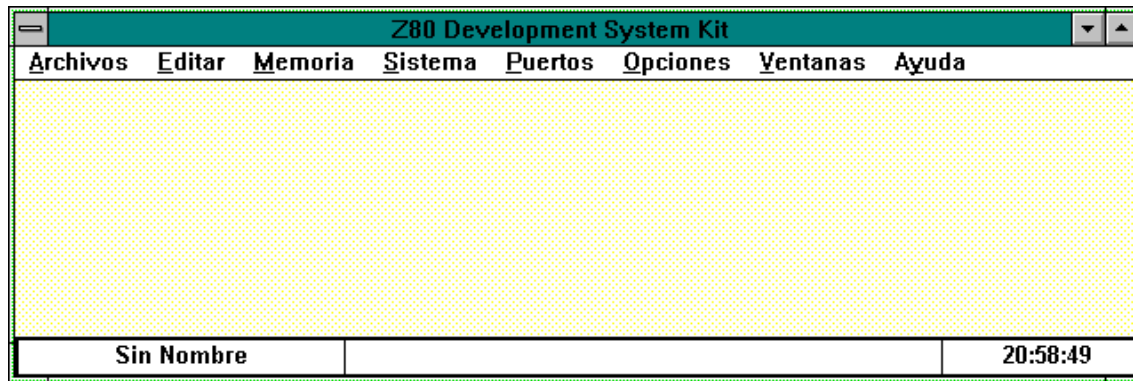 Z80 Development System Kit
Archivos Editar Memoria Sistema Puertos Opciones Ventanas Ayuda
Sin Nombre 20:58:49